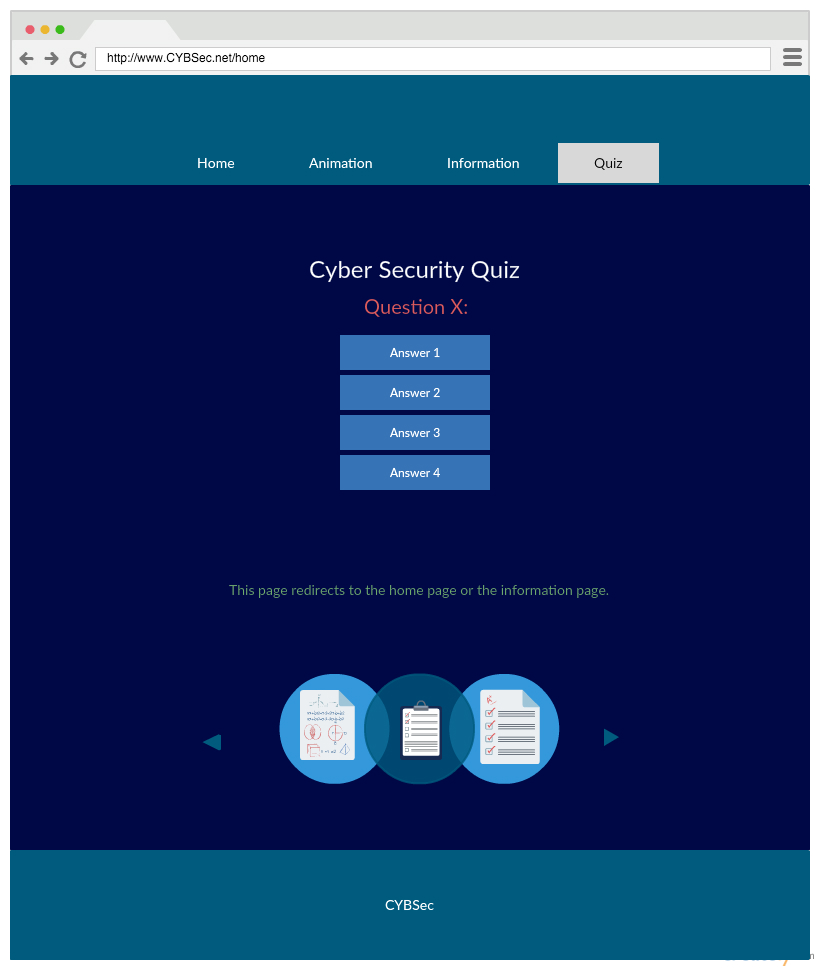 http://www.CYBSec.net/home
Home Animation Information Quiz
Cyber Security Quiz
Question X:
Answer 1
Answer 2
Answer 3
Answer 4
This page redirects to the home page or the information page.
CYBSec